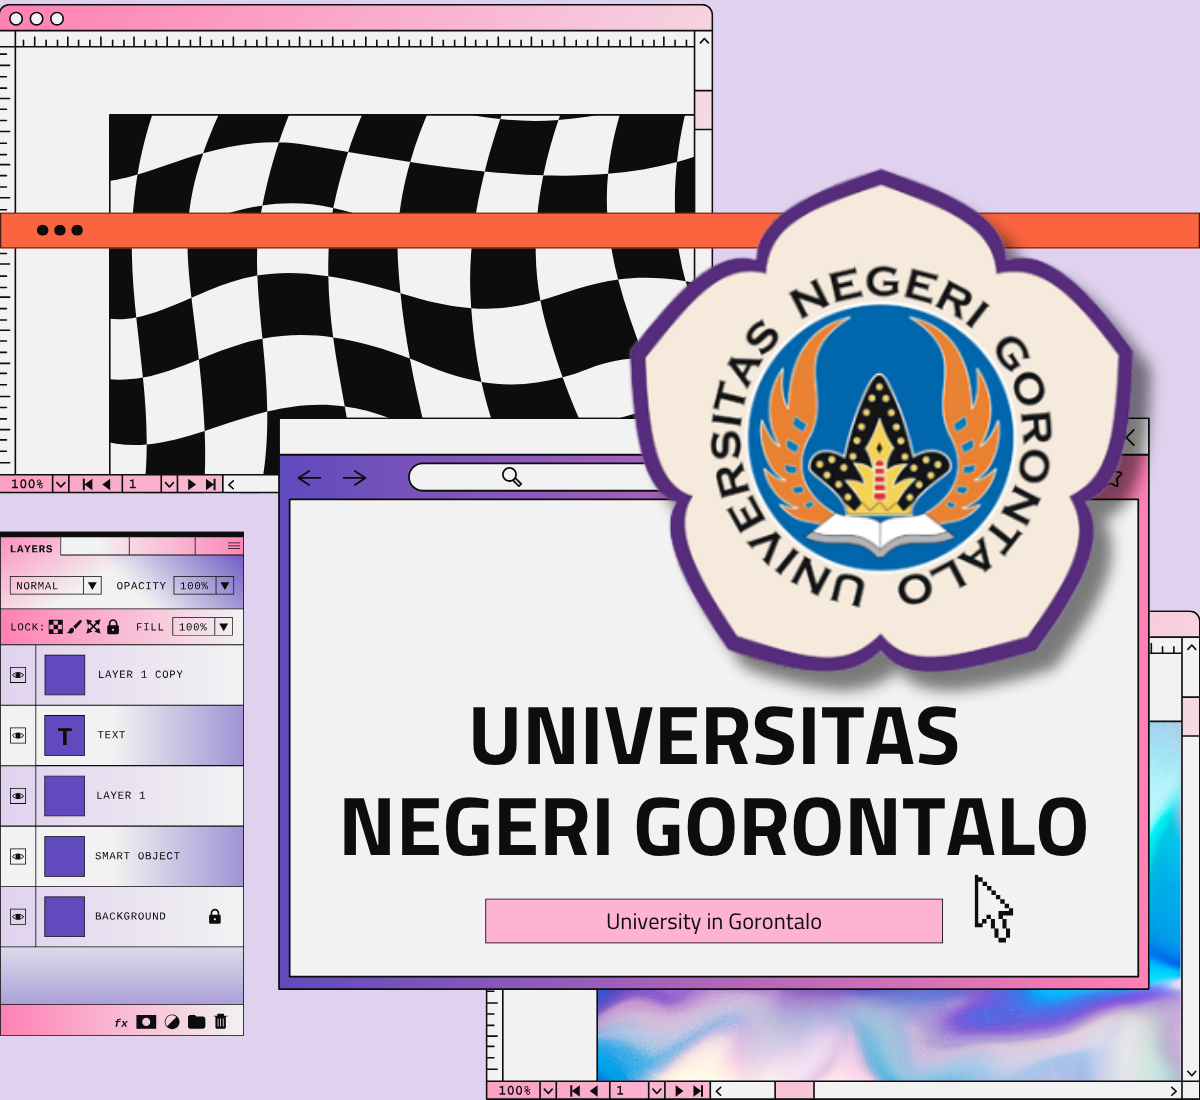 100%
1
LAYERS
NORMAL
OPACITY
100%
LOCK:
FILL
100%
LAYER 1 COPY
T
TEXT
LAYER 1
SMART OBJECT
BACKGROUND
fx
UNIVERSITAS NEGERI GORONTALO
UNIVERSITAS
NEGERI GORONTALO
University in Gorontalo
100%
1